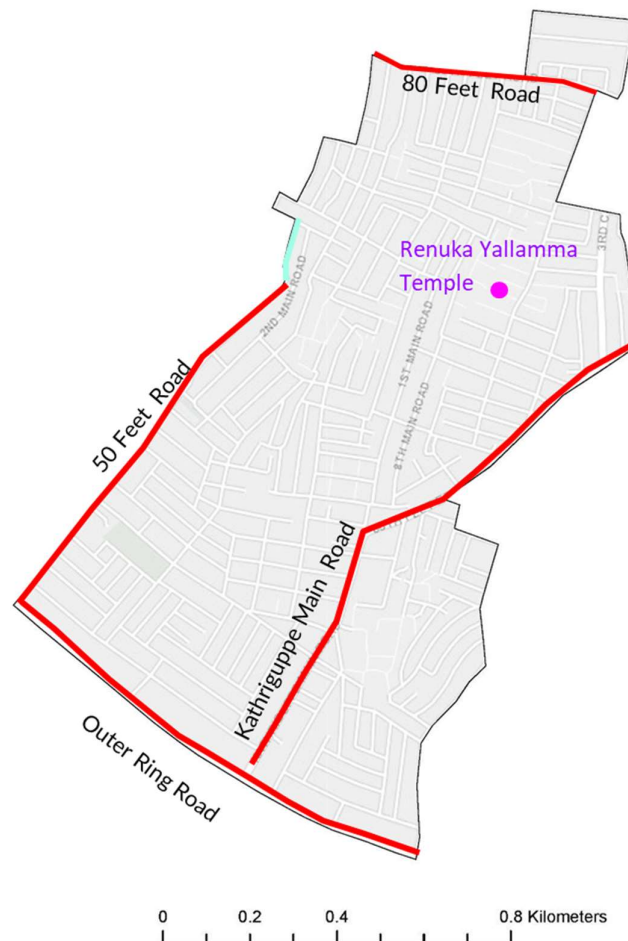 80 Feet Road
3RD C
Renuka Yallamma
Temple
2ND MAIN ROAD
1ST MAIN ROAD
50 Feet Road
8TH MAIN ROAD
Kathriguppe Main Road
Outer Ring Road
0 0.2 0.4 0.8 Kilometers